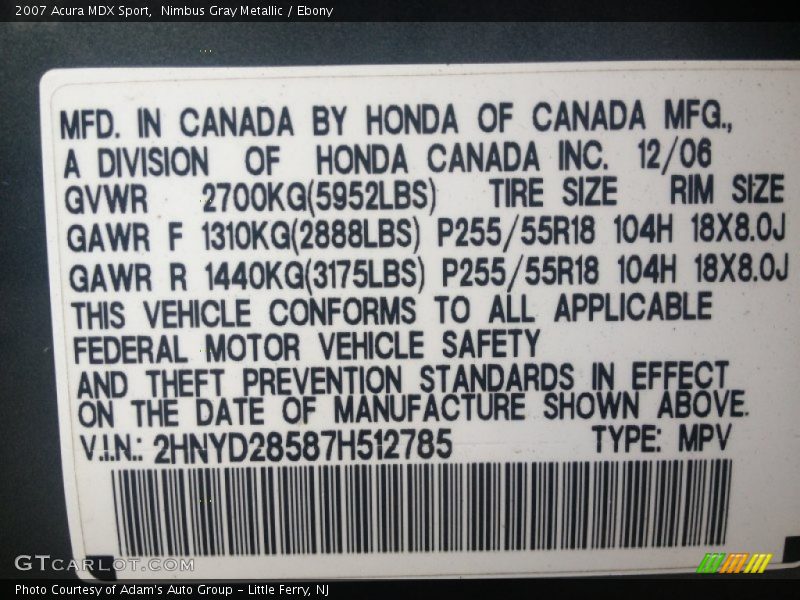 2007 Acura MDX Sport,  Nimbus Gray Metallic / Ebony
MFD. IN CANADA BY HONDA OF CANADA MFG.,
A DIVISION OF HONDA CANADA INC. 12/06
GVWR 2700KG(5952LBS) TIRE SIZE RIM SIZE
GAWR F 1310KG(2888LBS) P255/55R18 104H 18X8.0J
GAWR R 1440KG(3175LBS) P255/55R18 104H 18X8.0J
THIS VEHICLE CONFORMS TO ALL APPLICABLE
FEDERAL MOTOR VEHICLE SAFETY
AND THEFT PREVENTION STANDARDS IN EFFECT
ON THE DATE OF MANUFACTURE SHOWN ABOVE.
V.I.N.: 2HNYD28587H512785 TYPE: MPV
GTCARLOT.COM
Photo Courtesy of Adam's Auto Group – Little Ferry, NJ